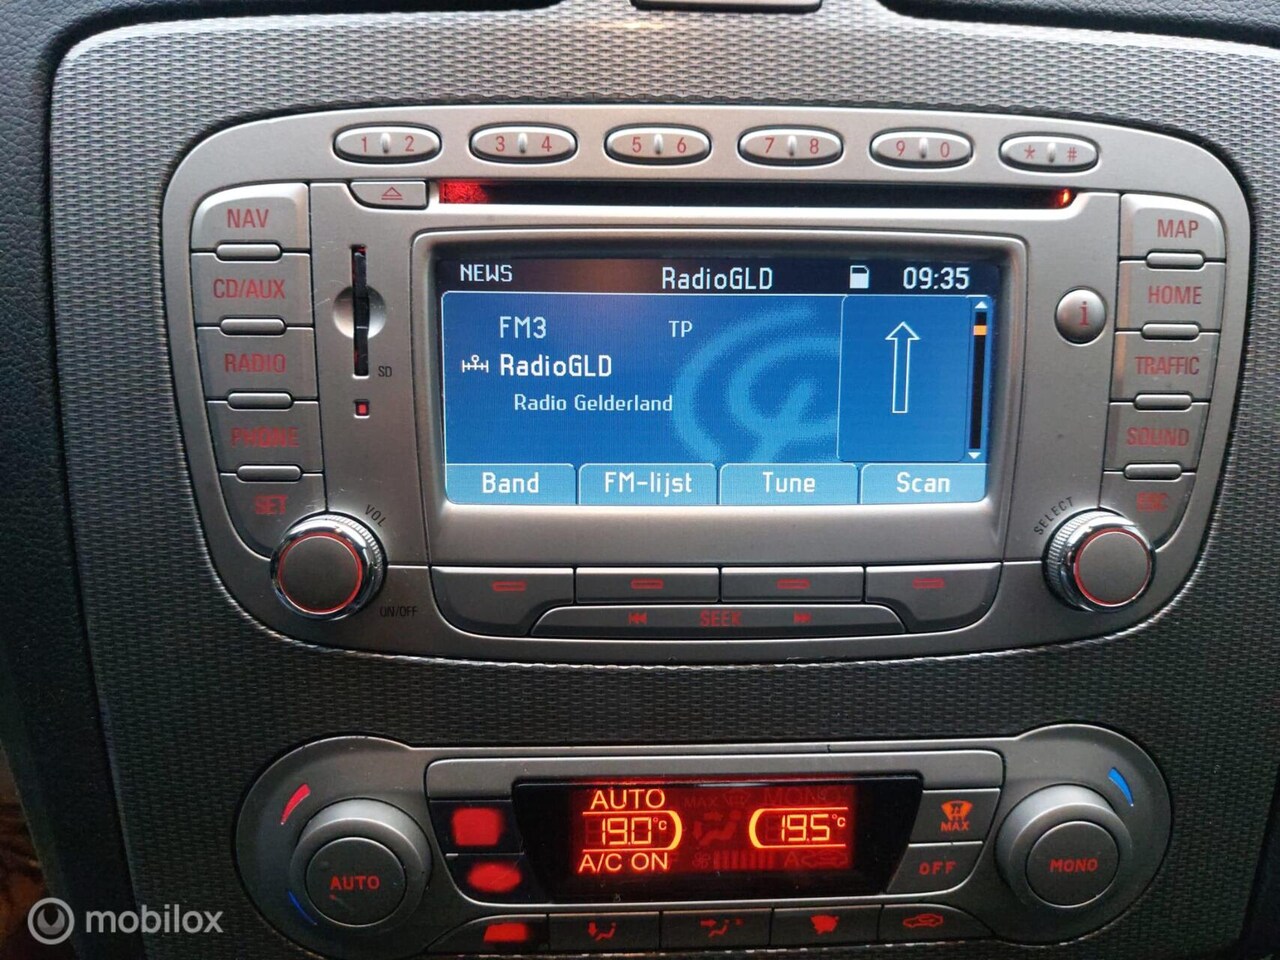 1 2 3 4 5 6 7 8 9 0 * #
NAV
CD/AUX
RADIO
PHONE
SET
SD
NEWS RadioGLD 09:35
FM3 TP
RadioGLD
Radio Gelderland
Band FM-lijst Tune Scan
i
MAP
HOME
TRAFFIC
SOUND
ESC
VOL
ON/OFF
SELECT
SEEK
AUTO MONO
19.0°C 19.5°C
A/C ON
MAX
OFF
AUTO
MONO
mobilox